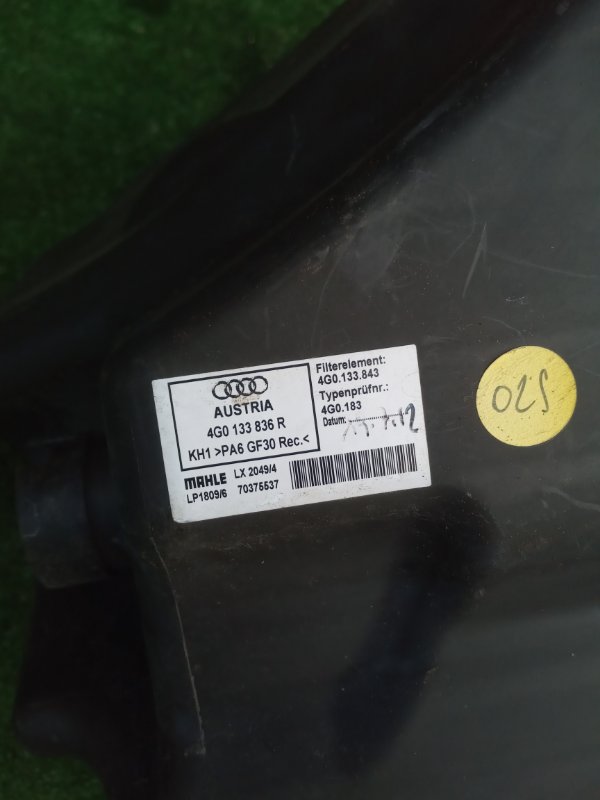 AUSTRIA
4G0 133 836 R
KH1 >PA6 GF30 Rec.<
MAHLE LX 2049/4
LP1809/6 70375537
Filterelement:
4G0.133.843
Typenprüfnr.:
4G0.183
Datum:
025